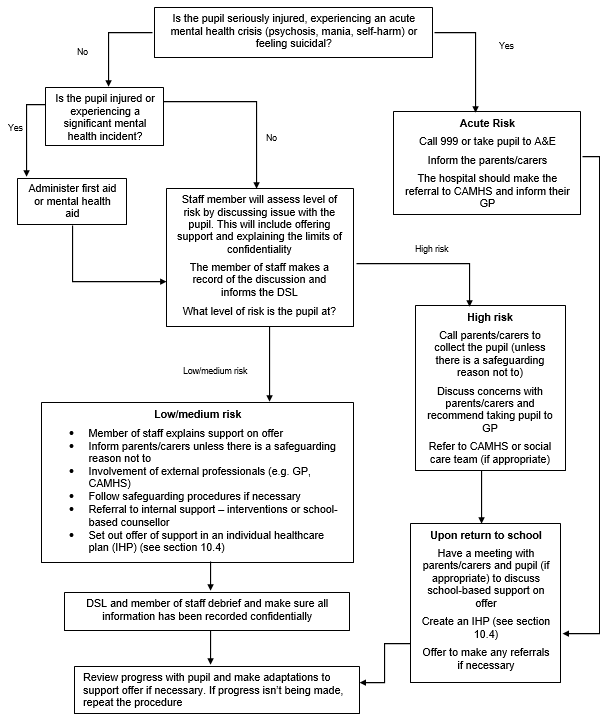 Is the pupil seriously injured, experiencing an acute
mental health crisis (psychosis, mania, self-harm) or
feeling suicidal?
No
Yes
Is the pupil injured or
experiencing a
significant mental
health incident?
Yes
No
Acute Risk
Call 999 or take pupil to A&E
Inform the parents/carers
The hospital should make the
referral to CAMHS and inform their
GP
Administer first aid
or mental health
aid
Staff member will assess level of
risk by discussing issue with the
pupil. This will include offering
support and explaining the limits of
confidentiality
The member of staff makes a
record of the discussion and
informs the DSL
What level of risk is the pupil at?
High risk
Low/medium risk
High risk
Call parents/carers to
collect the pupil (unless
there is a safeguarding
reason not to)
Discuss concerns with
parents/carers and
recommend taking pupil to
GP
Refer to CAMHS or social
care team (if appropriate)
Low/medium risk
• Member of staff explains support on offer
• Inform parents/carers unless there is a safeguarding
reason not to
• Involvement of external professionals (e.g. GP,
CAMHS)
• Follow safeguarding procedures if necessary
• Referral to internal support – interventions or school-
based counsellor
• Set out offer of support in an individual healthcare
plan (IHP) (see section 10.4)
Upon return to school
Have a meeting with
parents/carers and pupil (if
appropriate) to discuss
school-based support on
offer
Create an IHP (see section
10.4)
Offer to make any referrals
if necessary
DSL and member of staff debrief and make sure all
information has been recorded confidentially
Review progress with pupil and make adaptations to
support offer if necessary. If progress isn't being made,
repeat the procedure